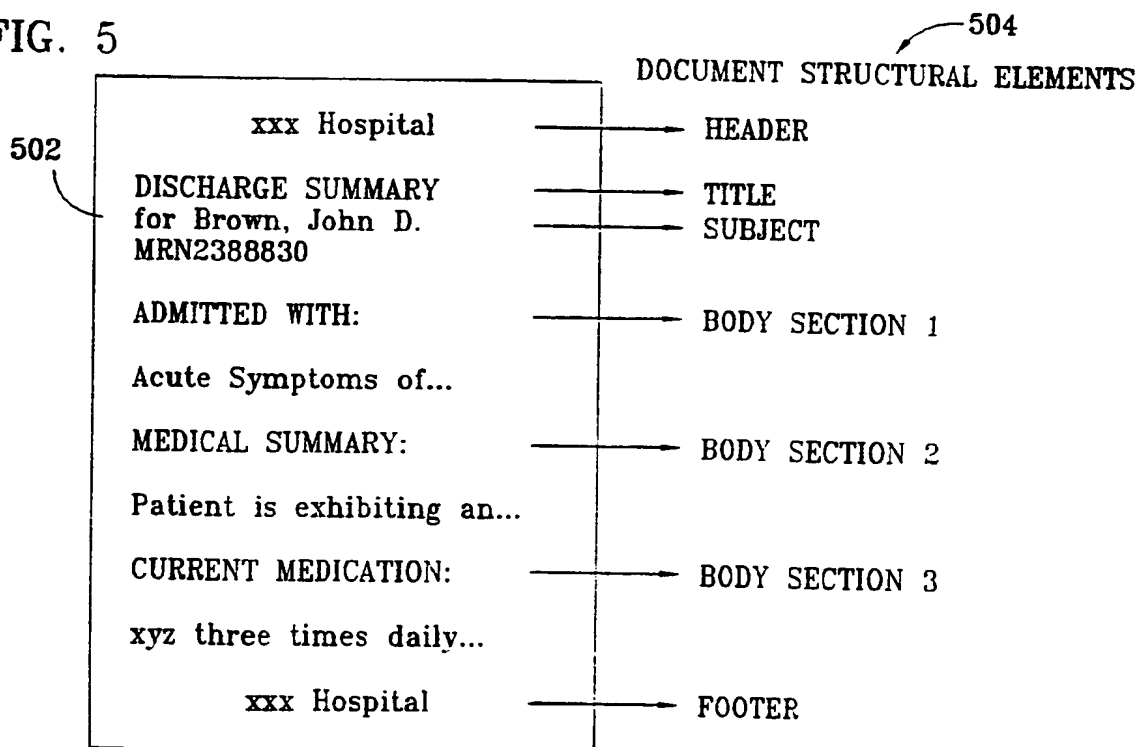 FIG. 5
504
DOCUMENT STRUCTURAL ELEMENTS
xxx Hospital
HEADER
502
DISCHARGE SUMMARY
TITLE
for Brown, John D.
SUBJECT
MRN2388830
ADMITTED WITH:
BODY SECTION 1
Acute Symptoms of...
MEDICAL SUMMARY:
BODY SECTION 2
Patient is exhibiting an...
CURRENT MEDICATION:
BODY SECTION 3
xyz three times daily...
xxx Hospital
FOOTER